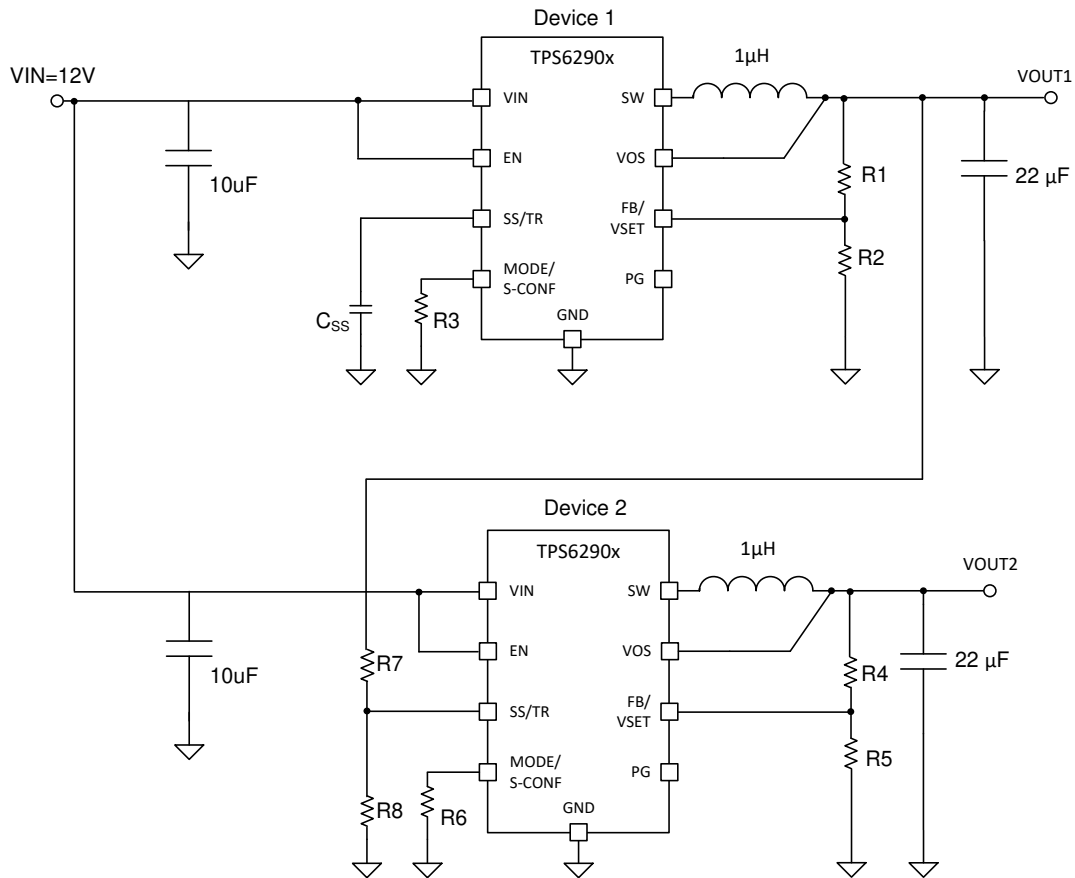 Device 1
TPS6290x
1µH
VIN=12V
VOUT1
VIN
SW
EN
VOS
10uF
R1
22 µF
SS/TR
FB/
VSET
R2
MODE/
S-CONF
PG
CSS
R3
GND
Device 2
TPS6290x
1µH
VOUT2
VIN
SW
EN
VOS
10uF
R7
R4
22 µF
SS/TR
FB/
VSET
R5
MODE/
S-CONF
PG
R8
R6
GND